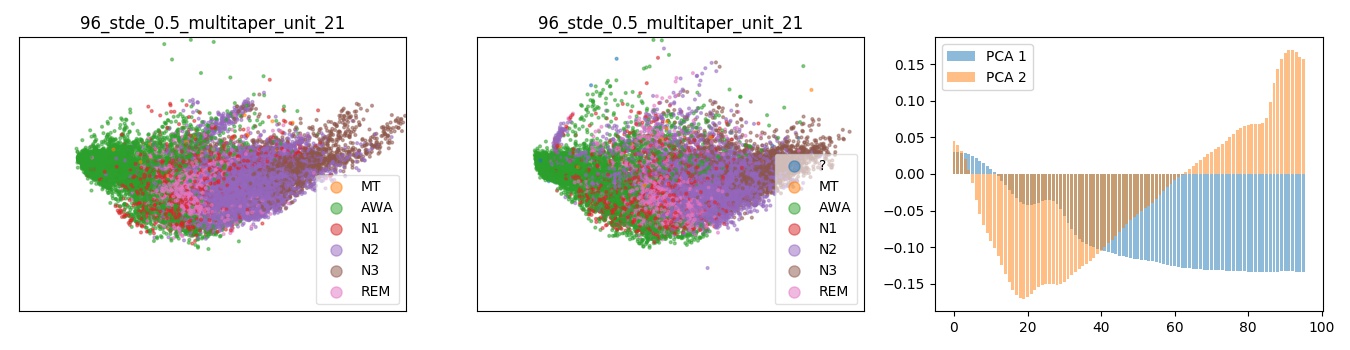 96_stde_0.5_multitaper_unit_21
MT
AWA
N1
N2
N3
REM
96_stde_0.5_multitaper_unit_21
?
MT
AWA
N1
N2
N3
REM
PCA 1
PCA 2
0.15
0.10
0.05
0.00
−0.05
−0.10
−0.15
0 20 40 60 80 100